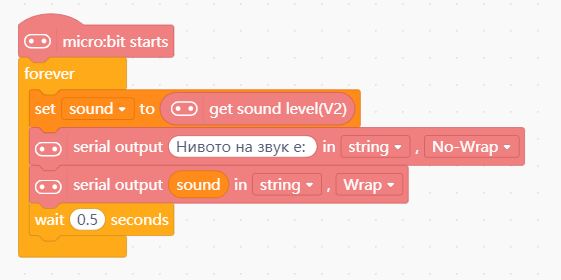 micro:bit starts
forever
set sound to get sound level(V2)
serial output Нивото на звук е: in string , No-Wrap
serial output sound in string , Wrap
wait 0.5 seconds